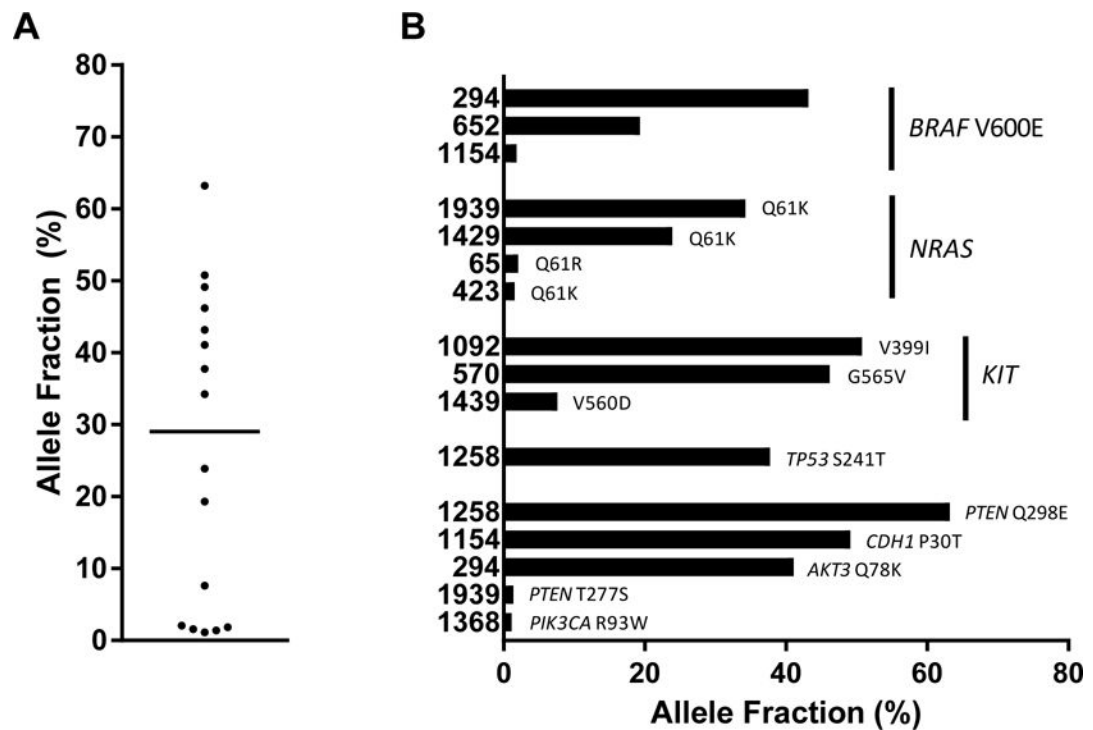 A
80
70
60
50
40
30
20
10
0
Allele Fraction (%)
B
294
652
1154
BRAF V600E
1939 Q61K
1429 Q61K
65 Q61R
423 Q61K
NRAS
1092 V399I
570 G565V
1439 V560D
KIT
1258 TP53 S241T
1258 PTEN Q298E
1154 CDH1 P30T
294 AKT3 Q78K
1939 PTEN T277S
1368 PIK3CA R93W
0 20 40 60 80
Allele Fraction (%)